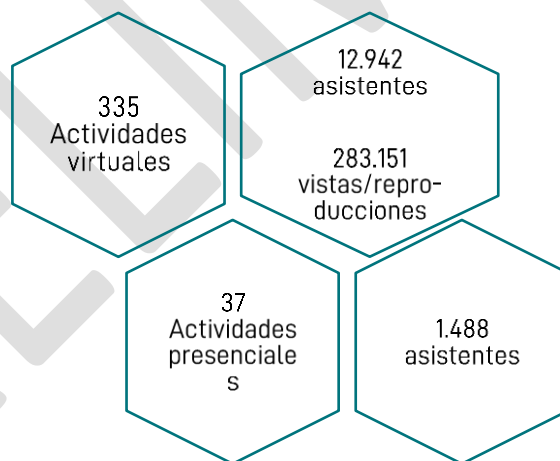 335
Actividades
virtuales
12.942
asistentes
283.151
vistas/repro-
ducciones
37
Actividades
presenciale
s
1.488
asistentes